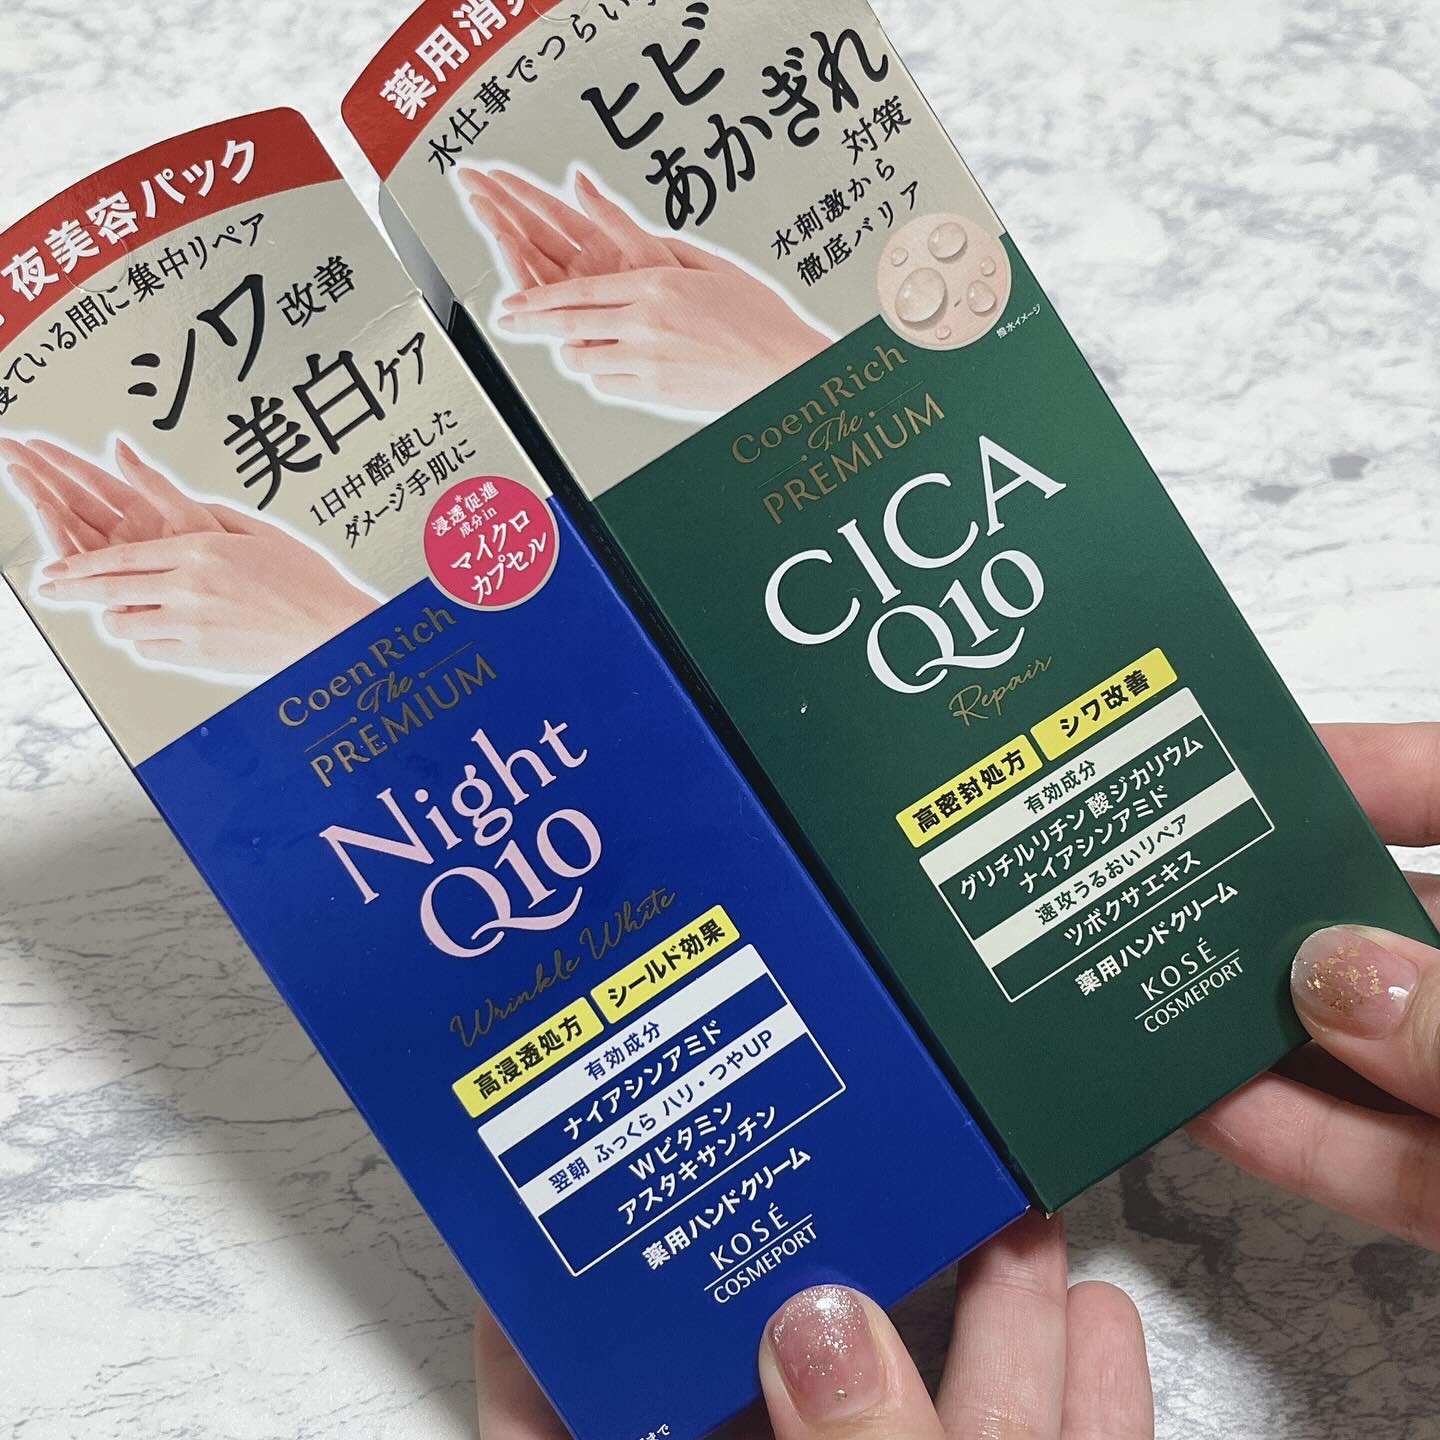 夜美容パック
寝ている間に集中リペア
シワ改善
美白ケア
1日中酷使した
ダメージ手肌に
浸透*促進
成分in
マイクロ
カプセル
CoenRich
The
PREMIUM
Night
Q10
Wrinkle White
高浸透処方 シールド効果
有効成分
ナイアシンアミド
翌朝 ふっくら ハリ・つやUP
Wビタミン
アスタキサンチン
薬用ハンドクリーム
KOSÉ
COSMEPORT
薬用消炎
水仕事でつらい
ヒビ
あかぎれ
対策
水刺激から
徹底バリア
撥水イメージ
CoenRich
The
PREMIUM
CICA
Q10
Repair
高密封処方 シワ改善
有効成分
グリチルリチン酸ジカリウム
ナイアシンアミド
速攻うるおいリペア
ツボクサエキス
薬用ハンドクリーム
KOSÉ
COSMEPORT